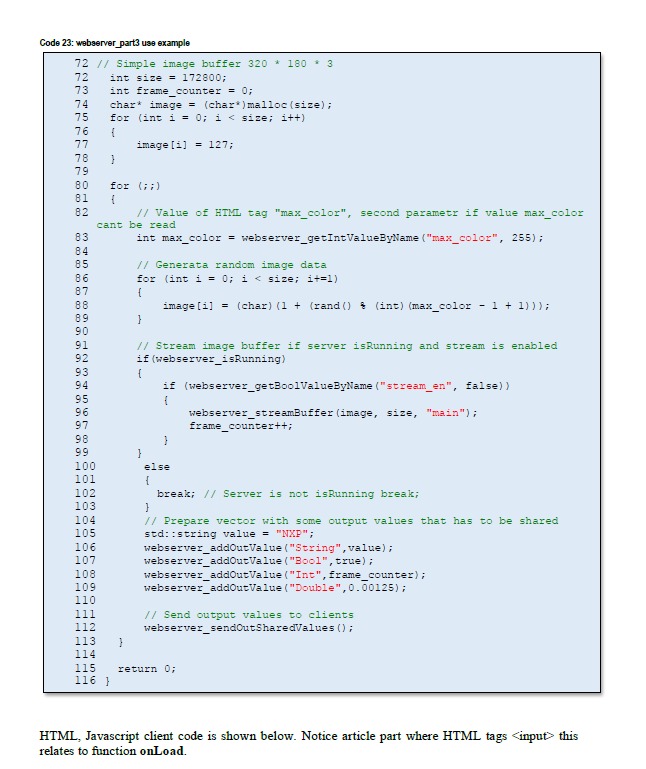 Code 23: webserver_part3 use example
72 // Simple image buffer 320 * 180 * 3
72 int size = 172800;
73 int frame_counter = 0;
74 char* image = (char*)malloc(size);
75 for (int i = 0; i < size; i++)
76 {
77 image[i] = 127;
78 }
79
80 for (;;)
81 {
82 // Value of HTML tag "max_color", second parametr if value max_color
cant be read
83 int max_color = webserver_getIntValueByName("max_color", 255);
84
85 // Generata random image data
86 for (int i = 0; i < size; i+=1)
87 {
88 image[i] = (char)(1 + (rand() % (int)(max_color - 1 + 1)));
89 }
90
91 // Stream image buffer if server isRunning and stream is enabled
92 if(webserver_isRunning)
93 {
94 if (webserver_getBoolValueByName("stream_en", false))
95 {
96 webserver_streamBuffer(image, size, "main");
97 frame_counter++;
98 }
99 }
100 else
101 {
102 break; // Server is not isRunning break;
103 }
104 // Prepare vector with some output values that has to be shared
105 std::string value = "NXP";
106 webserver_addOutValue("String",value);
107 webserver_addOutValue("Bool",true);
108 webserver_addOutValue("Int",frame_counter);
109 webserver_addOutValue("Double",0.00125);
110
111 // Send output values to clients
112 webserver_sendOutSharedValues();
113 }
114
115 return 0;
116 }
HTML, Javascript client code is shown below. Notice article part where HTML tags <input> this
relates to function onLoad.